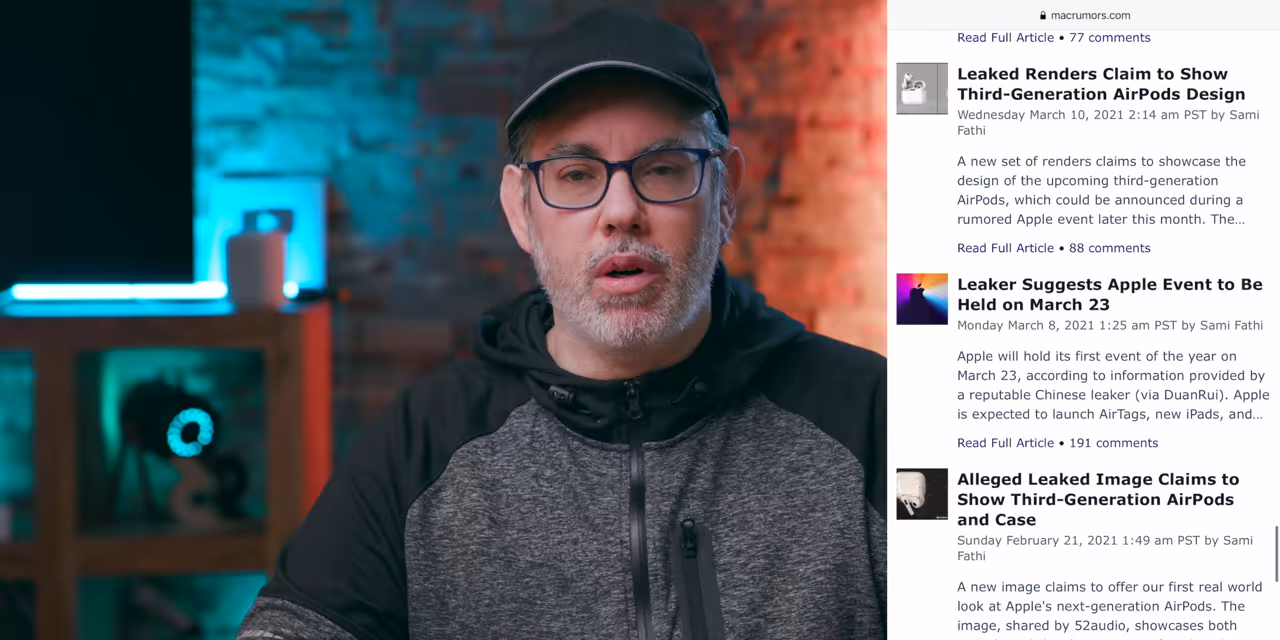 macrumors.com
Read Full Article • 77 comments
Leaked Renders Claim to Show
Third-Generation AirPods Design
Wednesday March 10, 2021 2:14 am PST by Sami
Fathi
A new set of renders claims to showcase the
design of the upcoming third-generation
AirPods, which could be announced during a
rumored Apple event later this month. The...
Read Full Article • 88 comments
Leaker Suggests Apple Event to Be
Held on March 23
Monday March 8, 2021 1:25 am PST by Sami Fathi
Apple will hold its first event of the year on
March 23, according to information provided by
a reputable Chinese leaker (via DuanRui). Apple
is expected to launch AirTags, new iPads, and...
Read Full Article • 191 comments
Alleged Leaked Image Claims to
Show Third-Generation AirPods
and Case
Sunday February 21, 2021 1:49 am PST by Sami
Fathi
A new image claims to offer our first real world
look at Apple's next-generation AirPods. The
image, shared by 52audio, showcases both